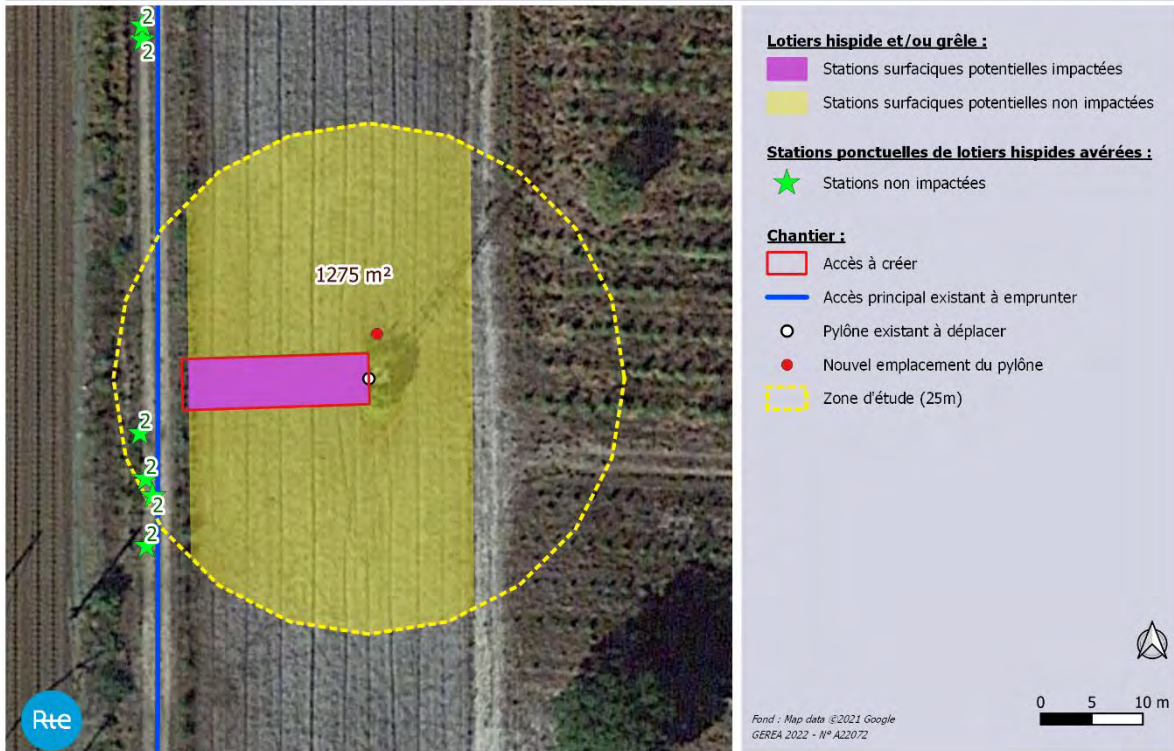 2
2
1275 m²
2
2
2
2
Rte
Lotiers hispide et/ou grêle :
Stations surfaciques potentielles impactées
Stations surfaciques potentielles non impactées
Stations ponctuelles de lotiers hispides avérées :
Stations non impactées
Chantier :
Accès à créer
Accès principal existant à emprunter
Pylône existant à déplacer
Nouvel emplacement du pylône
Zone d'étude (25m)
0 5 10 m
Fond : Map data ©2021 Google
GEREA 2022 - N° A22072